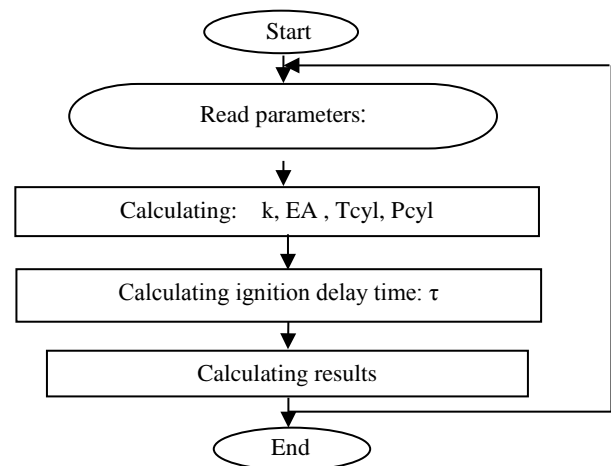 Start
Read parameters:
Calculating: k, EA , Tcyl, Pcyl
Calculating ignition delay time: τ
Calculating results
End